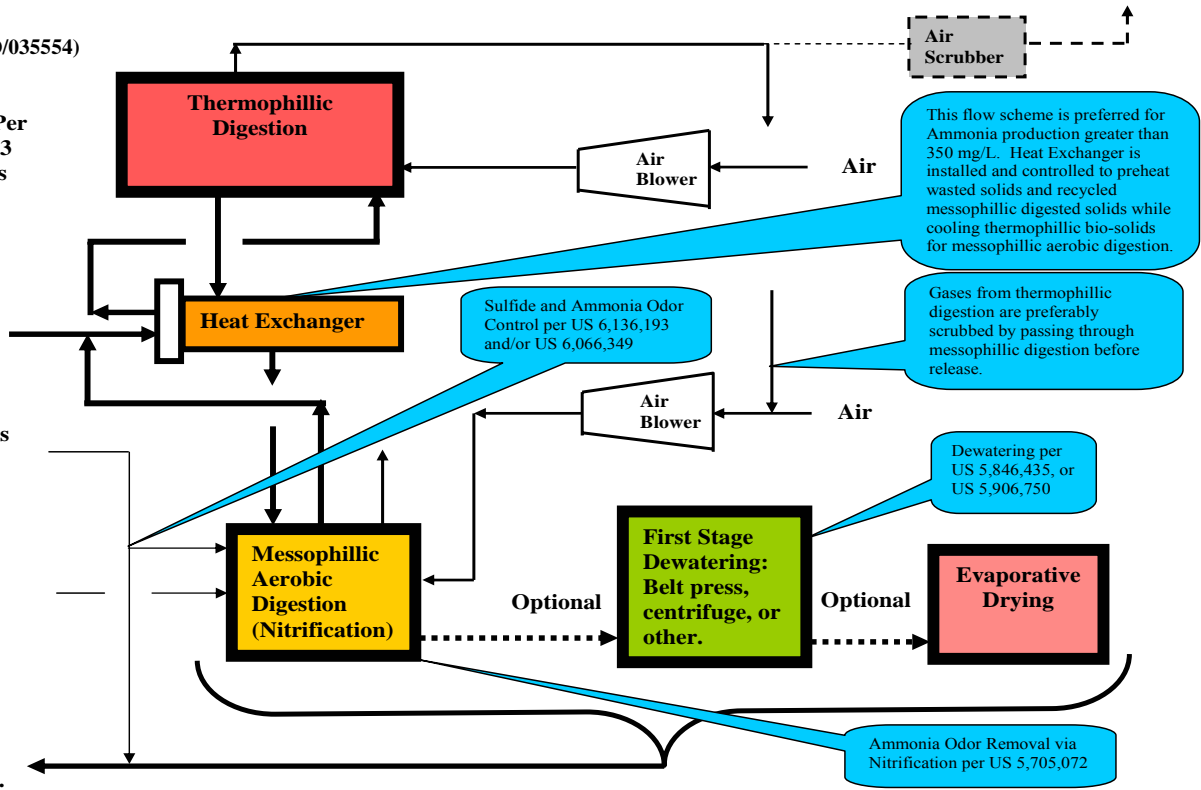 /035554)
Air
Scrubber
Thermophillic
Digestion
Per
3
s
Air
Blower
Air
This flow scheme is preferred for
Ammonia production greater than
350 mg/L. Heat Exchanger is
installed and controlled to preheat
wasted solids and recycled
messophillic digested solids while
cooling thermophillic bio-solids
for messophillic aerobic digestion.
Heat Exchanger
Sulfide and Ammonia Odor
Control per US 6,136,193
and/or US 6,066,349
Gases from thermophillic
digestion are preferably
scrubbed by passing through
messophillic digestion before
release.
Air
Blower
Air
s
Dewatering per
US 5,846,435, or
US 5,906,750
Messophillic
Aerobic
Digestion
(Nitrification)
Optional
First Stage
Dewatering:
Belt press,
centrifuge, or
other.
Optional
Evaporative
Drying
Ammonia Odor Removal via
Nitrification per US 5,705,072
.